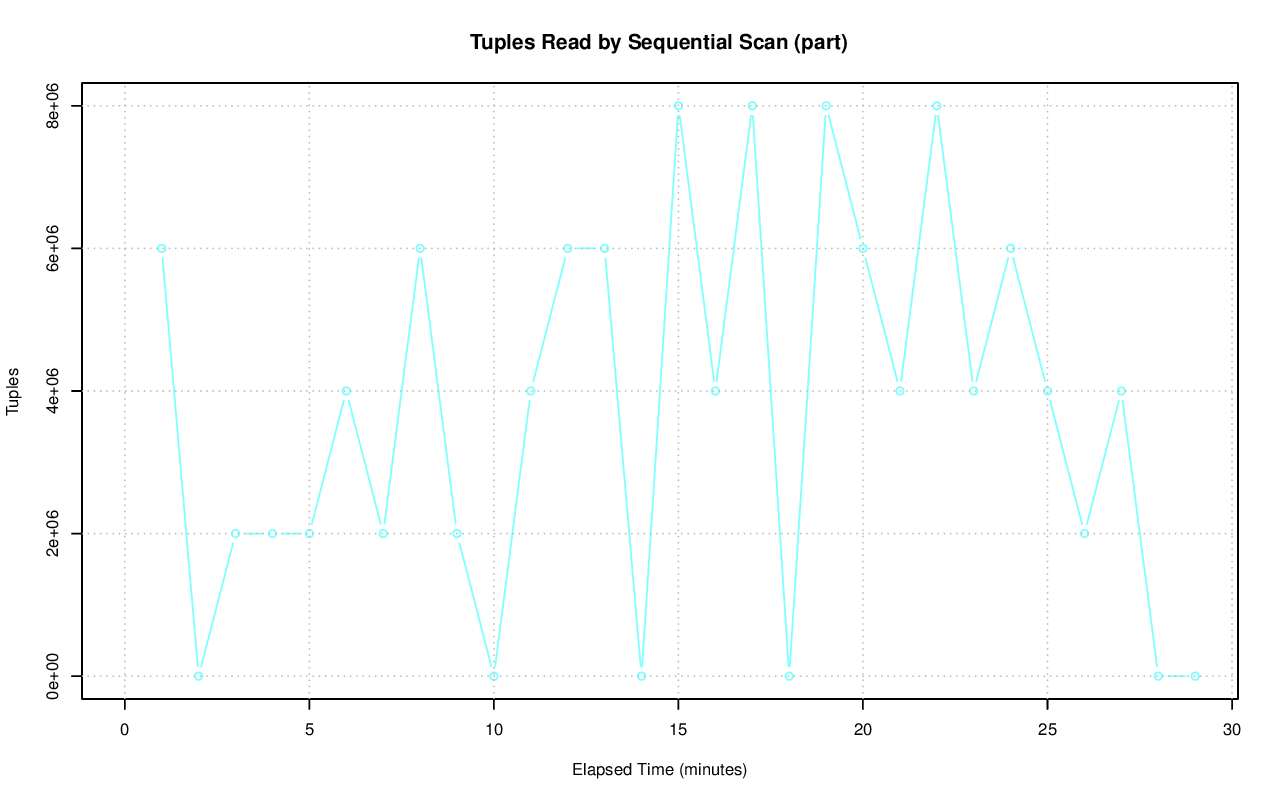 Tuples Read by Sequential Scan (part)
8e+06
6e+06
4e+06
2e+06
0e+00
Tuples
0 5 10 15 20 25 30
Elapsed Time (minutes)